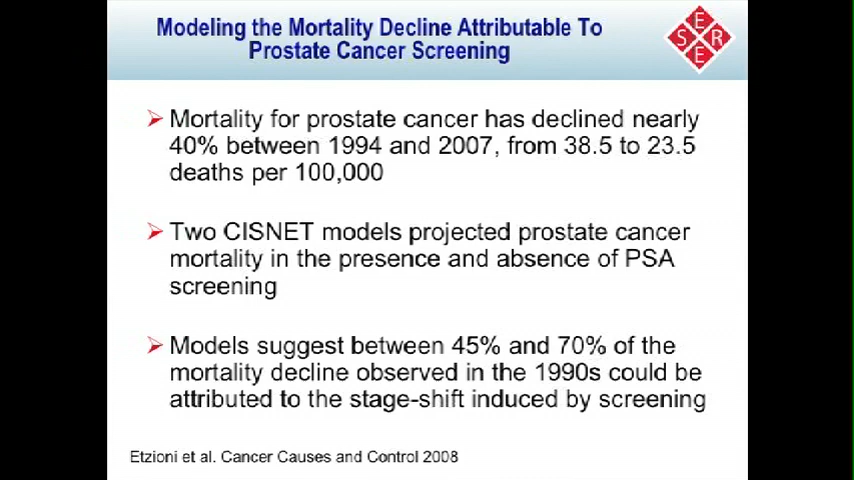 Modeling the Mortality Decline Attributable To
Prostate Cancer Screening
S E R
E
Mortality for prostate cancer has declined nearly
40% between 1994 and 2007, from 38.5 to 23.5
deaths per 100,000
Two CISNET models projected prostate cancer
mortality in the presence and absence of PSA
screening
Models suggest between 45% and 70% of the
mortality decline observed in the 1990s could be
attributed to the stage-shift induced by screening
Etzioni et al. Cancer Causes and Control 2008